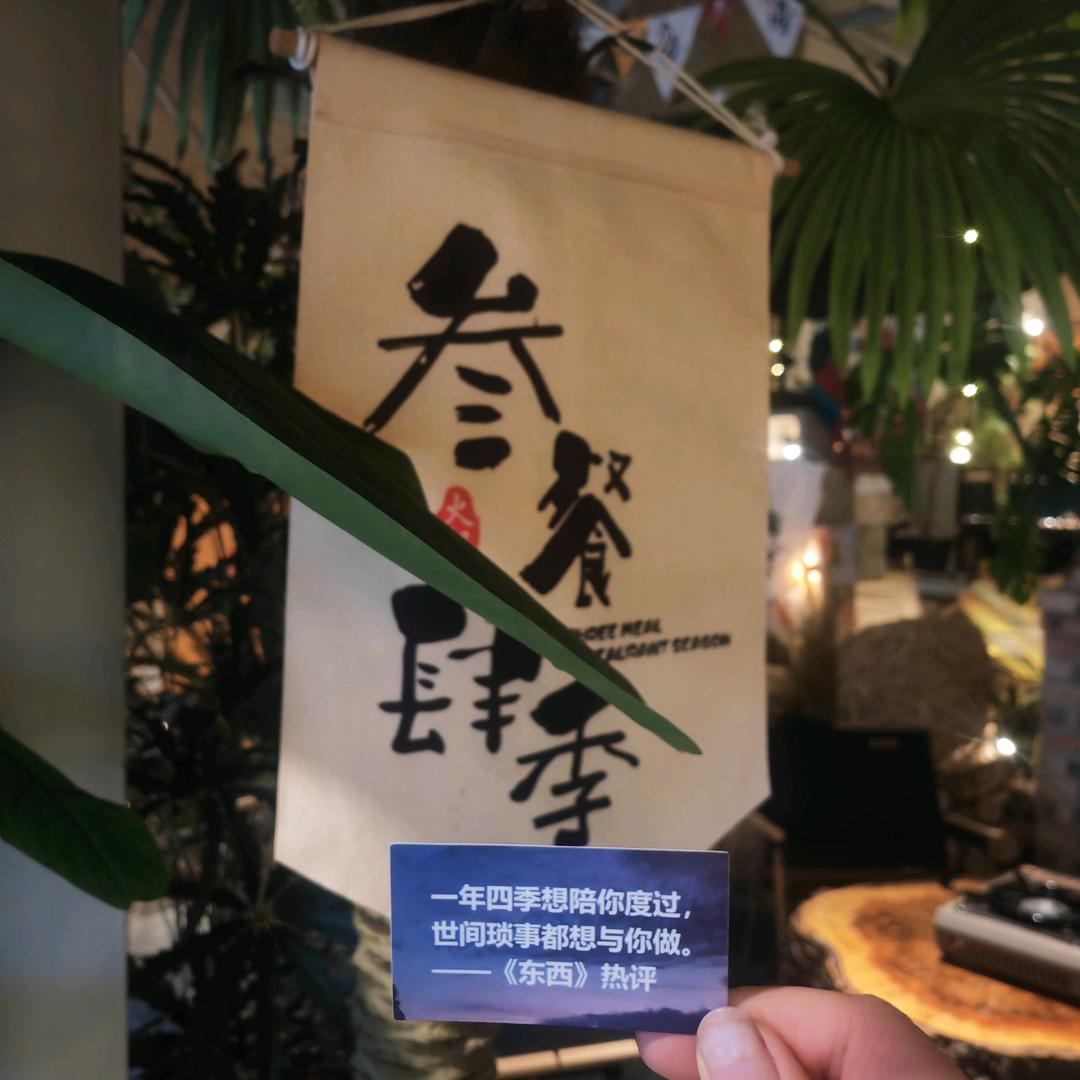 叁
餐
肆
季
MEAL
SEASON
一年四季想陪你度过，
世间琐事都想与你做。
——《东西》热评